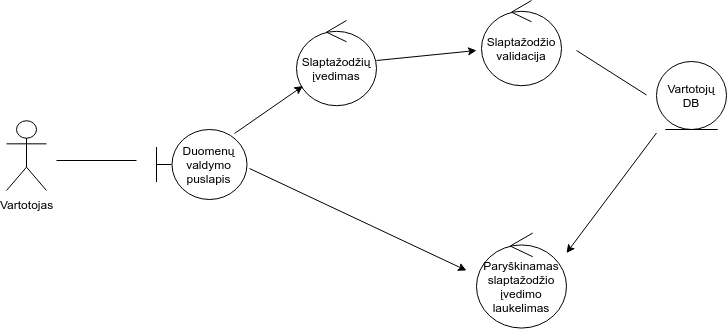 Slaptažodžių
įvedimas
Slaptažodžio
validacija
Vartotojų
DB
Duomenų
valdymo
puslapis
Vartotojas
Paryškinamas
slaptažodžio
įvedimo
laukelimas